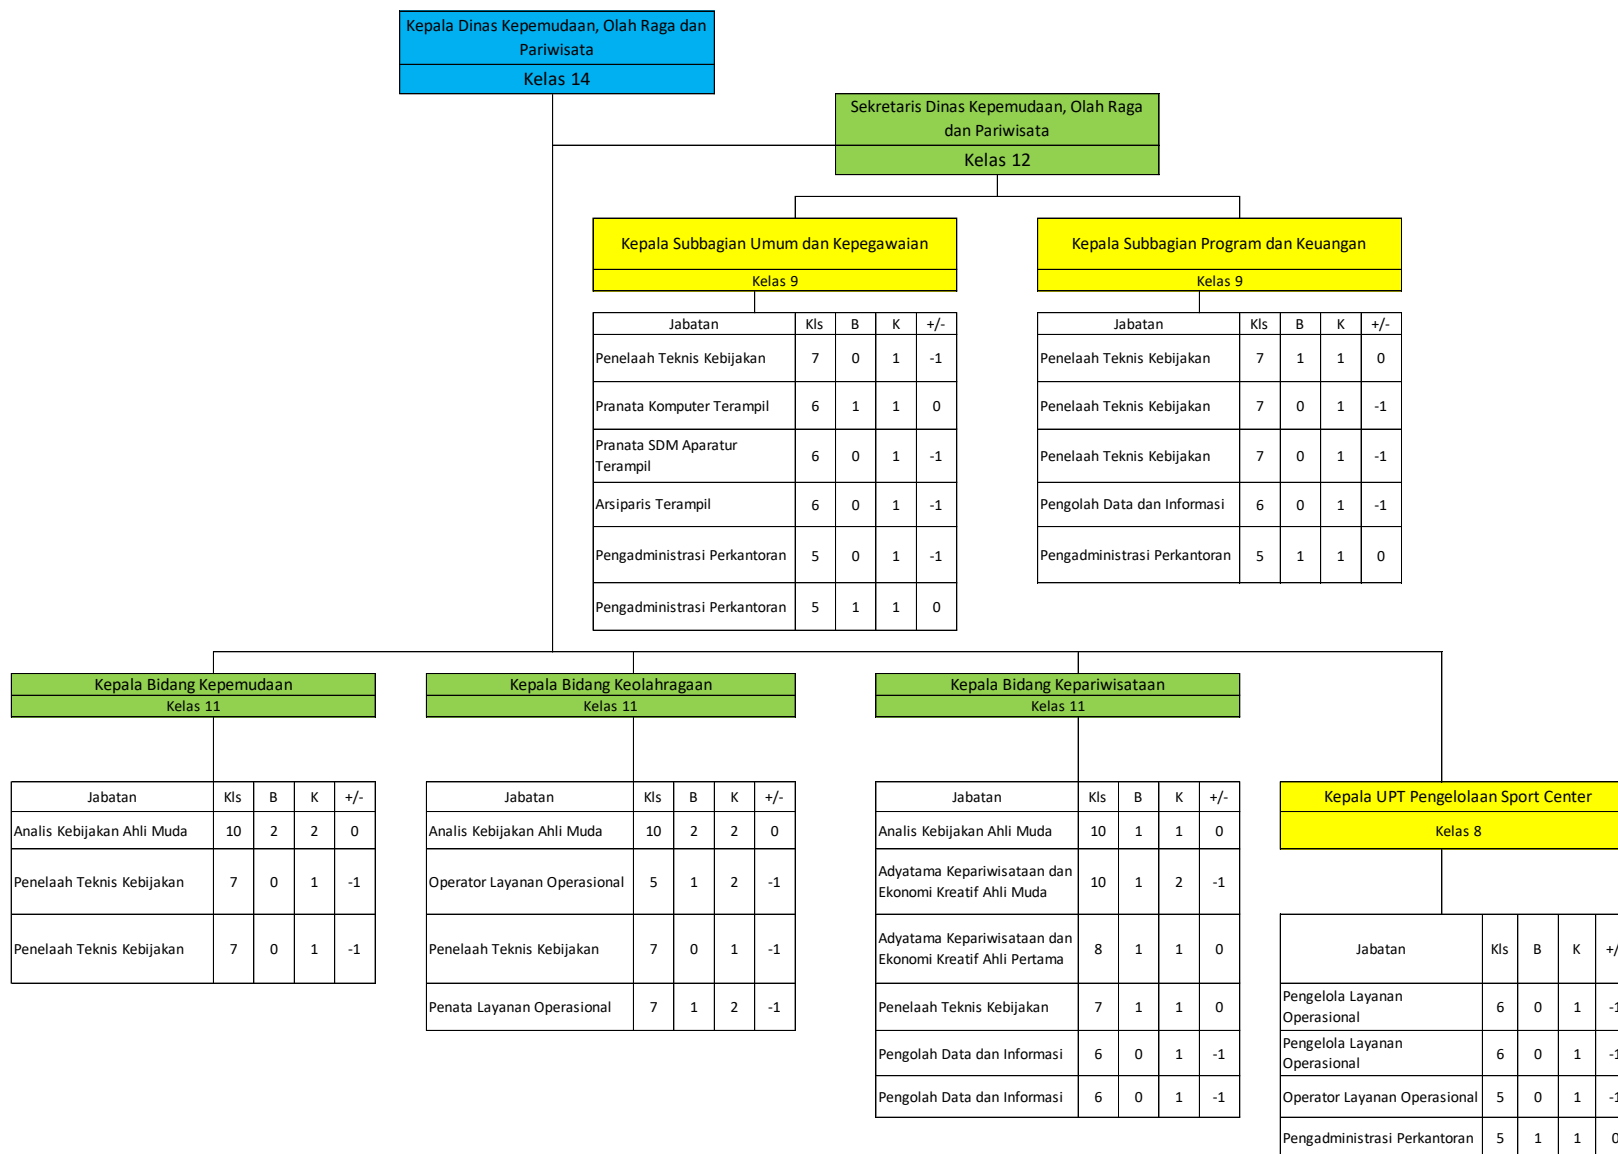 Kepala Dinas Kepemudaan, Olah Raga dan
Pariwisata
Kelas 14
Sekretaris Dinas Kepemudaan, Olah Raga
dan Pariwisata
Kelas 12
Kepala Subbagian Umum dan Kepegawaian
Kelas 9
Jabatan Kls B K +/-
Penelaah Teknis Kebijakan 7 0 1 -1
Pranata Komputer Terampil 6 1 1 0
Pranata SDM Aparatur
Terampil 6 0 1 -1
Arsiparis Terampil 6 0 1 -1
Pengadministrasi Perkantoran 5 0 1 -1
Pengadministrasi Perkantoran 5 1 1 0
Kepala Subbagian Program dan Keuangan
Kelas 9
Jabatan Kls B K +/-
Penelaah Teknis Kebijakan 7 1 1 0
Penelaah Teknis Kebijakan 7 0 1 -1
Penelaah Teknis Kebijakan 7 0 1 -1
Pengolah Data dan Informasi 6 0 1 -1
Pengadministrasi Perkantoran 5 1 1 0
Kepala Bidang Kepemudaan
Kelas 11
Jabatan Kls B K +/-
Analis Kebijakan Ahli Muda 10 2 2 0
Penelaah Teknis Kebijakan 7 0 1 -1
Penelaah Teknis Kebijakan 7 0 1 -1
Kepala Bidang Keolahragaan
Kelas 11
Jabatan Kls B K +/-
Analis Kebijakan Ahli Muda 10 2 2 0
Operator Layanan Operasional 5 1 2 -1
Penelaah Teknis Kebijakan 7 0 1 -1
Penata Layanan Operasional 7 1 2 -1
Kepala Bidang Kepariwisataan
Kelas 11
Jabatan Kls B K +/-
Analis Kebijakan Ahli Muda 10 1 1 0
Adyatama Kepariwisataan dan
Ekonomi Kreatif Ahli Muda 10 1 2 -1
Adyatama Kepariwisataan dan
Ekonomi Kreatif Ahli Pertama 8 1 1 0
Penelaah Teknis Kebijakan 7 1 1 0
Pengolah Data dan Informasi 6 0 1 -1
Pengolah Data dan Informasi 6 0 1 -1
Kepala UPT Pengelolaan Sport Center
Kelas 8
Jabatan Kls B K +/
Pengelola Layanan
Operasional 6 0 1 -1
Pengelola Layanan
Operasional 6 0 1 -1
Operator Layanan Operasional 5 0 1 -1
Pengadministrasi Perkantoran 5 1 1 0